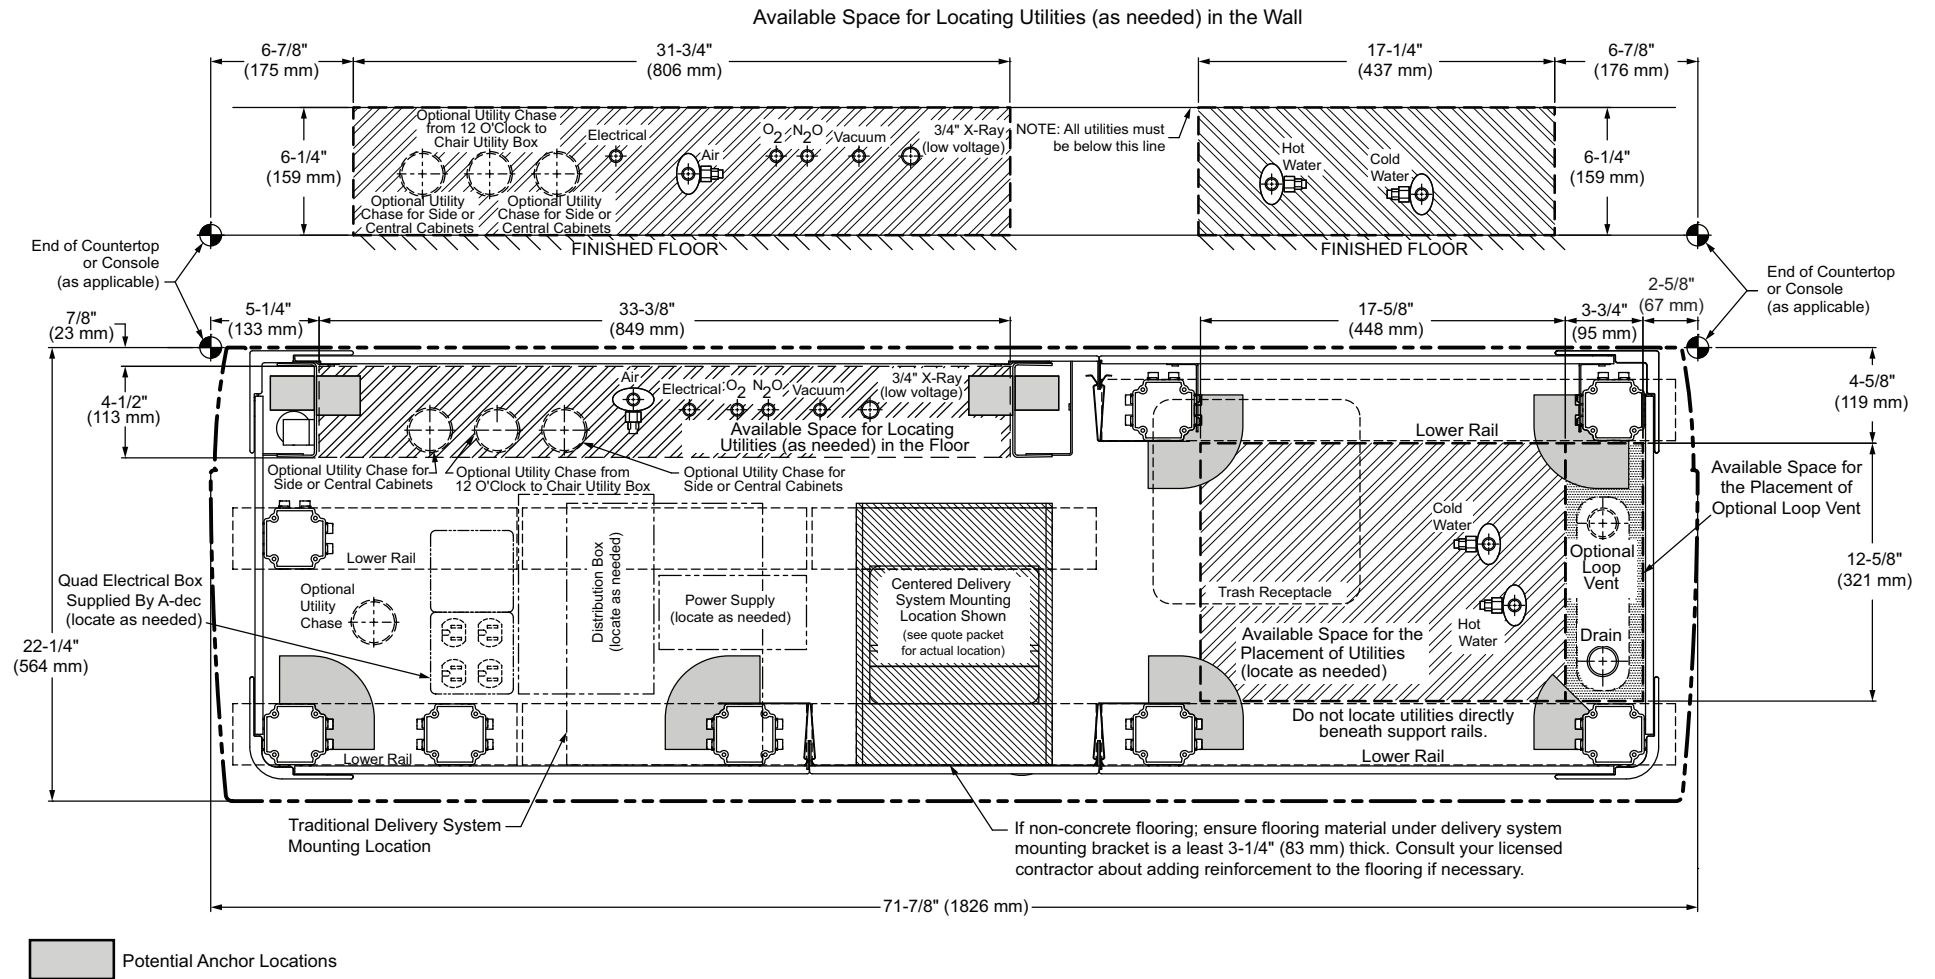 Available Space for Locating Utilities (as needed) in the Wall
6-7/8"
(175 mm)
31-3/4"
(806 mm)
17-1/4"
(437 mm)
6-7/8"
(176 mm)
6-1/4"
(159 mm)
Optional Utility Chase
from 12 O'Clock to
Chair Utility Box
Electrical
Air
O2
N2O
Vacuum
3/4" X-Ray
(low voltage)
NOTE: All utilities must
be below this line
Hot
Water
Cold
Water
6-1/4"
(159 mm)
Optional Utility
Chase for Side or
Central Cabinets
Optional Utility
Chase for Side or
Central Cabinets
FINISHED FLOOR
FINISHED FLOOR
End of Countertop
or Console
(as applicable)
End of Countertop
or Console
(as applicable)
7/8"
(23 mm)
5-1/4"
(133 mm)
33-3/8"
(849 mm)
17-5/8"
(448 mm)
3-3/4"
(95 mm)
2-5/8"
(67 mm)
4-1/2"
(113 mm)
Air
Electrical
O2
N2O
Vacuum
3/4" X-Ray
(low voltage)
Available Space for Locating
Utilities (as needed) in the Floor
4-5/8"
(119 mm)
Lower Rail
Optional Utility Chase for
Side or Central Cabinets
Optional Utility Chase from
12 O'Clock to Chair Utility Box
Optional Utility Chase for
Side or Central Cabinets
Available Space for
the Placement of
Optional Loop Vent
Cold
Water
Lower Rail
Distribution Box
(locate as needed)
Optional
Loop
Vent
12-5/8"
(321 mm)
Quad Electrical Box
Supplied By A-dec
(locate as needed)
Optional
Utility
Chase
Power Supply
(locate as needed)
Centered Delivery
System Mounting
Location Shown
(see quote packet
for actual location)
Trash Receptacle
Hot
Water
22-1/4"
(564 mm)
Available Space for the
Placement of Utilities
(locate as needed)
Drain
Do not locate utilities directly
beneath support rails.
Lower Rail
Lower Rail
Traditional Delivery System
Mounting Location
If non-concrete flooring; ensure flooring material under delivery system
mounting bracket is a least 3-1/4" (83 mm) thick. Consult your licensed
contractor about adding reinforcement to the flooring if necessary.
71-7/8" (1826 mm)
Potential Anchor Locations